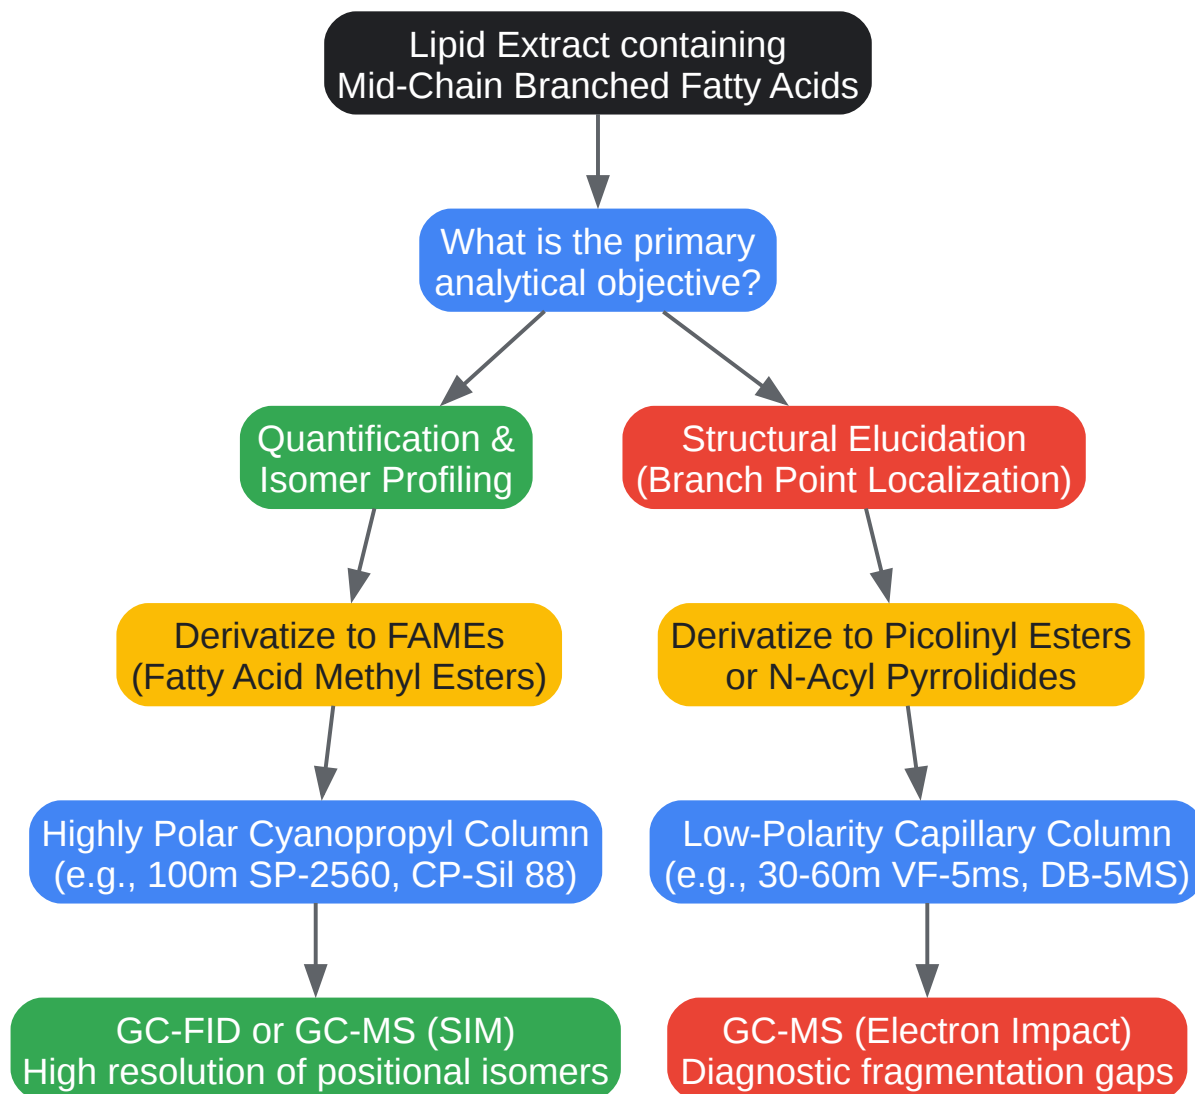 Lipid Extract containing
Mid-Chain Branched Fatty Acids
What is the primary
analytical objective?
Quantification &
Isomer Profiling
Structural Elucidation
(Branch Point Localization)
Derivatize to FAMEs
(Fatty Acid Methyl Esters)
Derivatize to Picolinyl Esters
or N-Acyl Pyrrolidides
Highly Polar Cyanopropyl Column
(e.g., 100m SP-2560, CP-Sil 88)
Low-Polarity Capillary Column
(e.g., 30-60m VF-5ms, DB-5MS)
GC-FID or GC-MS (SIM)
High resolution of positional isomers
GC-MS (Electron Impact)
Diagnostic fragmentation gaps